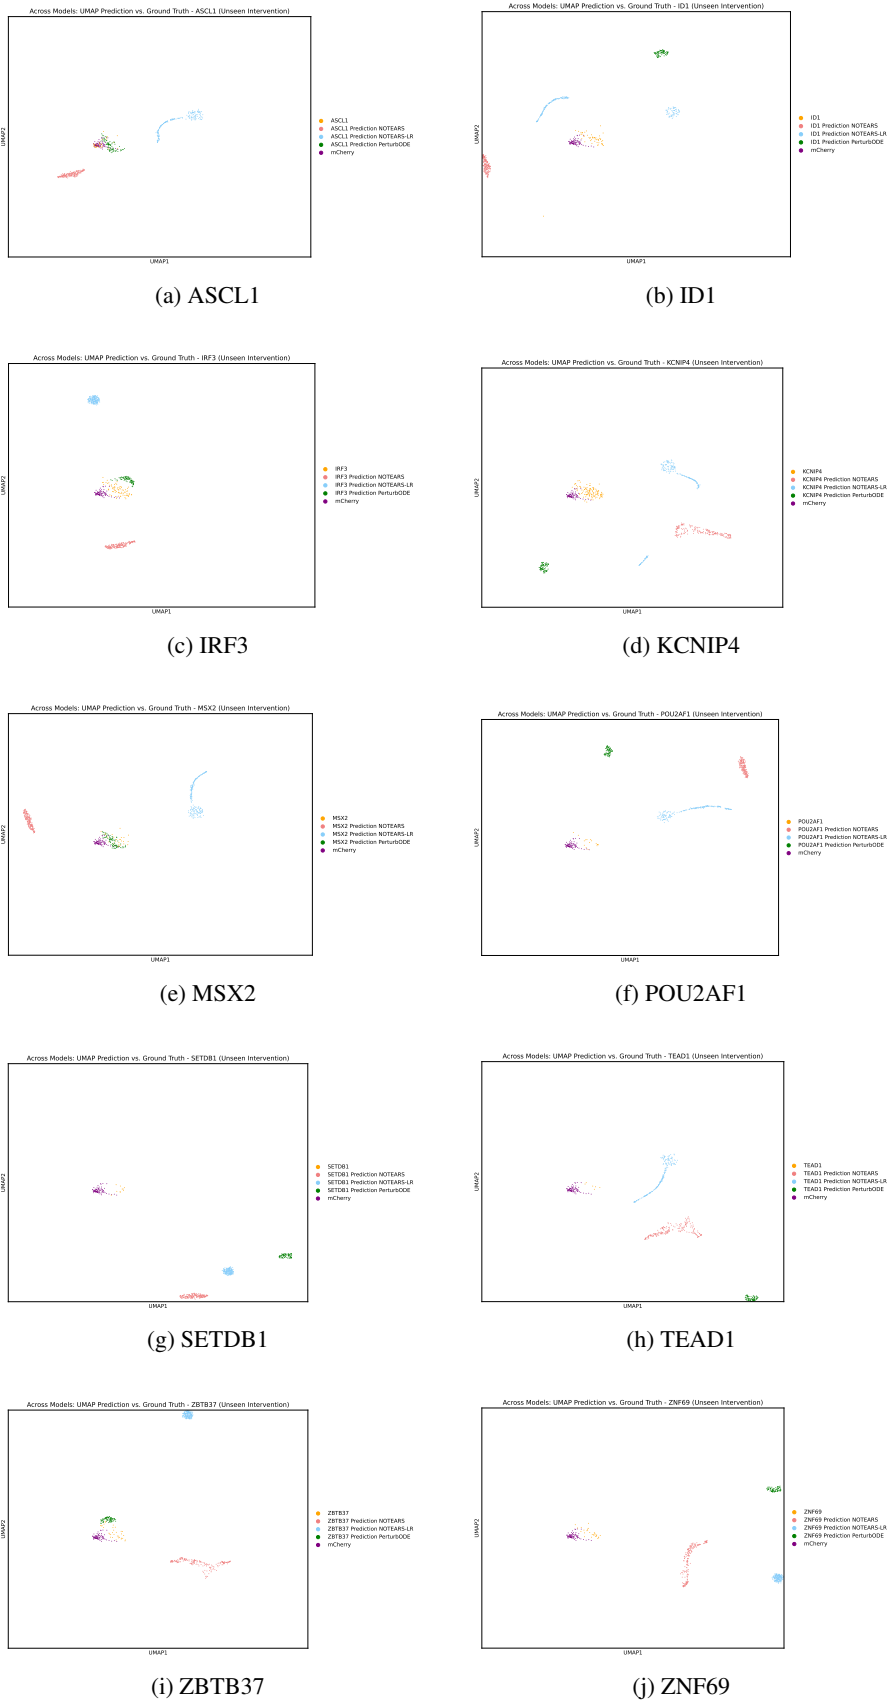 Across Models: UMAP Prediction vs. Ground Truth - ASCL1 (Unseen Intervention)
UMAP2
ASCL1
ASCL1 Prediction NOTEARS
ASCL1 Prediction NOTEARS-LR
ASCL1 Prediction PerturbODE
mCherry
UMAP1
(a) ASCL1
Across Models: UMAP Prediction vs. Ground Truth - ID1 (Unseen Intervention)
UMAP2
ID1
ID1 Prediction NOTEARS
ID1 Prediction NOTEARS-LR
ID1 Prediction PerturbODE
mCherry
UMAP1
(b) ID1
Across Models: UMAP Prediction vs. Ground Truth - IRF3 (Unseen Intervention)
UMAP2
IRF3
IRF3 Prediction NOTEARS
IRF3 Prediction NOTEARS-LR
IRF3 Prediction PerturbODE
mCherry
UMAP1
(c) IRF3
Across Models: UMAP Prediction vs. Ground Truth - KCNIP4 (Unseen Intervention)
UMAP2
KCNIP4
KCNIP4 Prediction NOTEARS
KCNIP4 Prediction NOTEARS-LR
KCNIP4 Prediction PerturbODE
mCherry
UMAP1
(d) KCNIP4
Across Models: UMAP Prediction vs. Ground Truth - MSX2 (Unseen Intervention)
UMAP2
MSX2
MSX2 Prediction NOTEARS
MSX2 Prediction NOTEARS-LR
MSX2 Prediction PerturbODE
mCherry
UMAP1
(e) MSX2
Across Models: UMAP Prediction vs. Ground Truth - POU2AF1 (Unseen Intervention)
UMAP2
POU2AF1
POU2AF1 Prediction NOTEARS
POU2AF1 Prediction NOTEARS-LR
POU2AF1 Prediction PerturbODE
mCherry
UMAP1
(f) POU2AF1
Across Models: UMAP Prediction vs. Ground Truth - SETDB1 (Unseen Intervention)
UMAP2
SETDB1
SETDB1 Prediction NOTEARS
SETDB1 Prediction NOTEARS-LR
SETDB1 Prediction PerturbODE
mCherry
UMAP1
(g) SETDB1
Across Models: UMAP Prediction vs. Ground Truth - TEAD1 (Unseen Intervention)
UMAP2
TEAD1
TEAD1 Prediction NOTEARS
TEAD1 Prediction NOTEARS-LR
TEAD1 Prediction PerturbODE
mCherry
UMAP1
(h) TEAD1
Across Models: UMAP Prediction vs. Ground Truth - ZBTB37 (Unseen Intervention)
UMAP2
ZBTB37
ZBTB37 Prediction NOTEARS
ZBTB37 Prediction NOTEARS-LR
ZBTB37 Prediction PerturbODE
mCherry
UMAP1
(i) ZBTB37
Across Models: UMAP Prediction vs. Ground Truth - ZNF69 (Unseen Intervention)
UMAP2
ZNF69
ZNF69 Prediction NOTEARS
ZNF69 Prediction NOTEARS-LR
ZNF69 Prediction PerturbODE
mCherry
UMAP1
(j) ZNF69